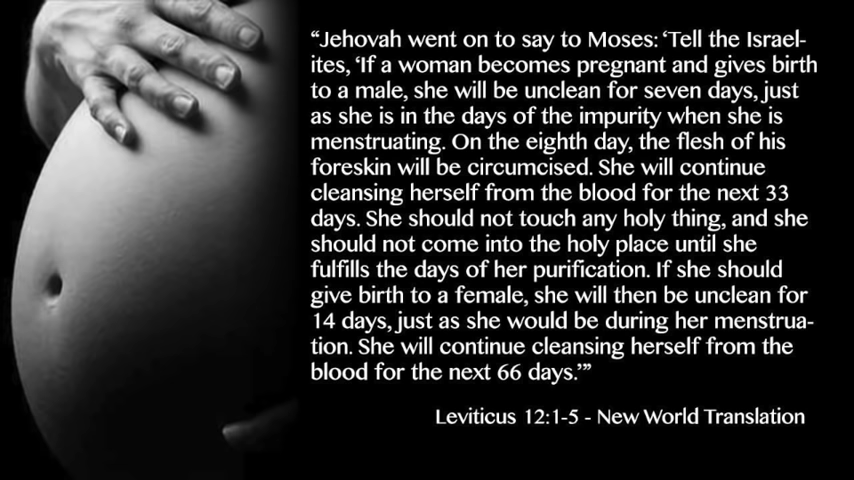 “Jehovah went on to say to Moses: ‘Tell the Israel-
ites, ‘If a woman becomes pregnant and gives birth
to a male, she will be unclean for seven days, just
as she is in the days of the impurity when she is
menstruating. On the eighth day, the flesh of his
foreskin will be circumcised. She will continue
cleansing herself from the blood for the next 33
days. She should not touch any holy thing, and she
should not come into the holy place until she
fulfills the days of her purification. If she should
give birth to a female, she will then be unclean for
14 days, just as she would be during her menstrua-
tion. She will continue cleansing herself from the
blood for the next 66 days.’”
Leviticus 12:1-5 - New World Translation